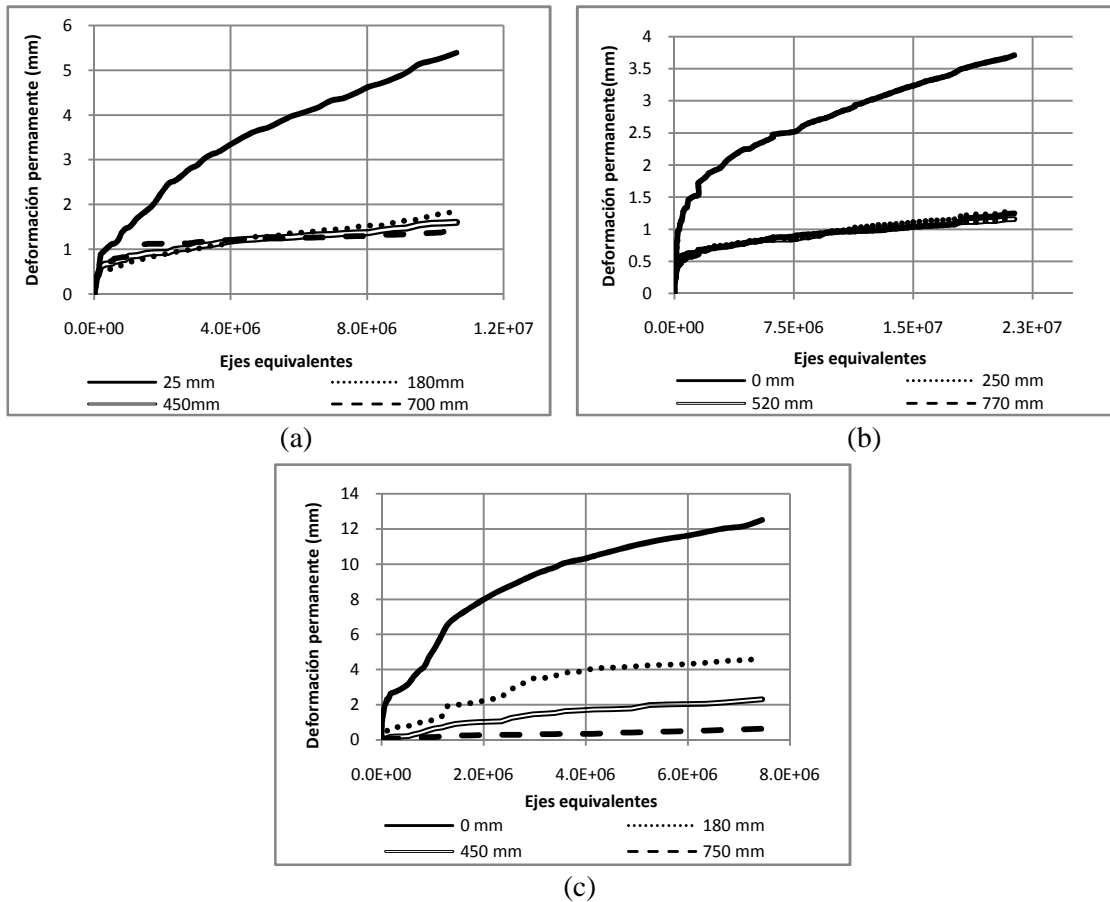 Deformación permamente (mm)
6
5
4
3
2
1
0
0.0E+00 4.0E+06 8.0E+06 1.2E+07
Ejes equivalentes
25 mm 180mm
450mm 700 mm
(a)
Deformación permanente(mm)
4
3.5
3
2.5
2
1.5
1
0.5
0
0.0E+00 7.5E+06 1.5E+07 2.3E+07
Ejes equivalentes
0 mm 250 mm
520 mm 770 mm
(b)
Deformación permanente (mm)
14
12
10
8
6
4
2
0
0.0E+00 2.0E+06 4.0E+06 6.0E+06 8.0E+06
Ejes equivalentes
0 mm 180 mm
450 mm 750 mm
(c)